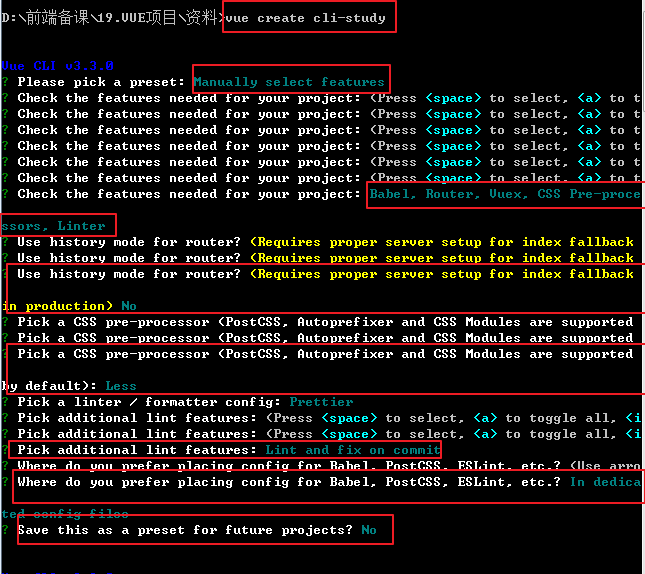 D:\前端备课\19.VUE项目\资料>vue create cli-study
Vue CLI v3.3.0
? Please pick a preset: Manually select features
? Check the features needed for your project: (Press <space> to select, <a> to t
? Check the features needed for your project: (Press <space> to select, <a> to t
? Check the features needed for your project: (Press <space> to select, <a> to t
? Check the features needed for your project: (Press <space> to select, <a> to t
? Check the features needed for your project: (Press <space> to select, <a> to t
? Check the features needed for your project: (Press <space> to select, <a> to t
? Check the features needed for your project: Babel, Router, Vuex, CSS Pre-proce
ssors, Linter
? Use history mode for router? (Requires proper server setup for index fallback
? Use history mode for router? (Requires proper server setup for index fallback
? Use history mode for router? (Requires proper server setup for index fallback
in production) No
? Pick a CSS pre-processor (PostCSS, Autoprefixer and CSS Modules are supported
? Pick a CSS pre-processor (PostCSS, Autoprefixer and CSS Modules are supported
? Pick a CSS pre-processor (PostCSS, Autoprefixer and CSS Modules are supported
by default): Less
? Pick a linter / formatter config: Prettier
? Pick additional lint features: (Press <space> to select, <a> to toggle all, <i
? Pick additional lint features: (Press <space> to select, <a> to toggle all, <i
? Pick additional lint features: Lint and fix on commit
? Where do you prefer placing config for Babel, PostCSS, ESLint, etc.? (Use arro
? Where do you prefer placing config for Babel, PostCSS, ESLint, etc.? In dedica
ted config files
? Save this as a preset for future projects? No